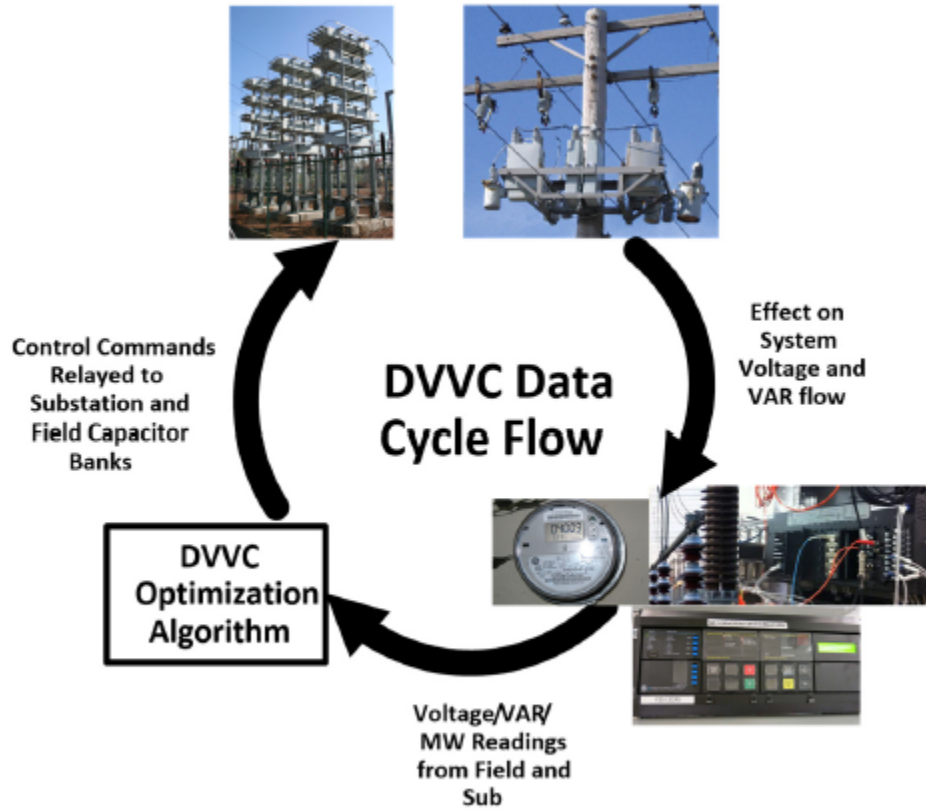 Control Commands
Relayed to
Substation and
Field Capacitor
Banks
DVVC Data
Cycle Flow
Effect on
System
Voltage and
VAR flow
04009
DVVC
Optimization
Algorithm
Voltage/VAR/
MW Readings
from Field and
Sub